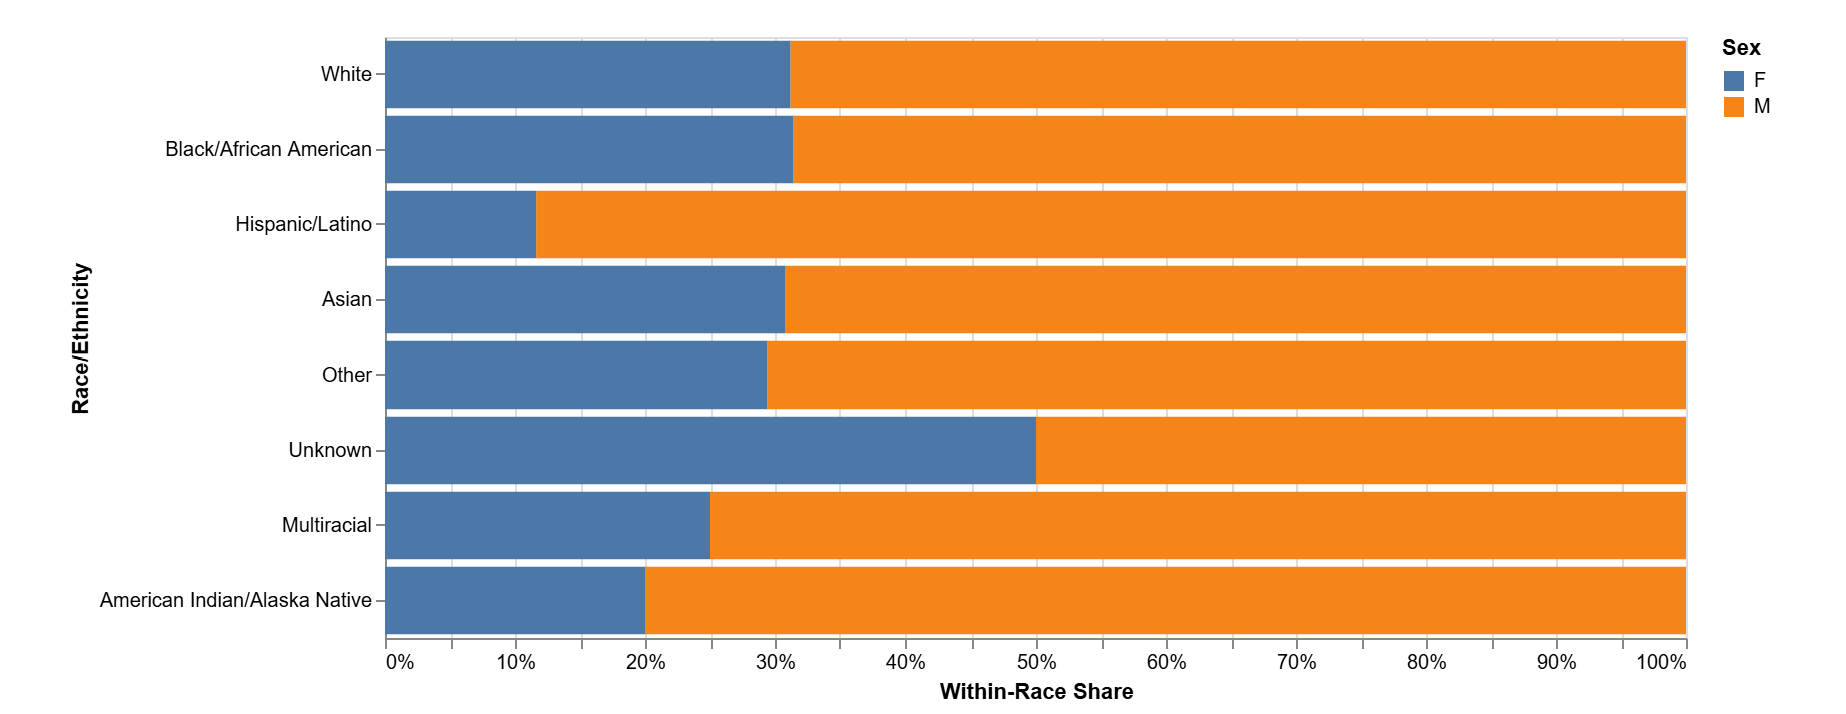 White
Black/African American
Hispanic/Latino
Asian
Other
Unknown
Multiracial
American Indian/Alaska Native
Race/Ethnicity
0% 10% 20% 30% 40% 50% 60% 70% 80% 90% 100%
Within-Race Share
Sex
F
M